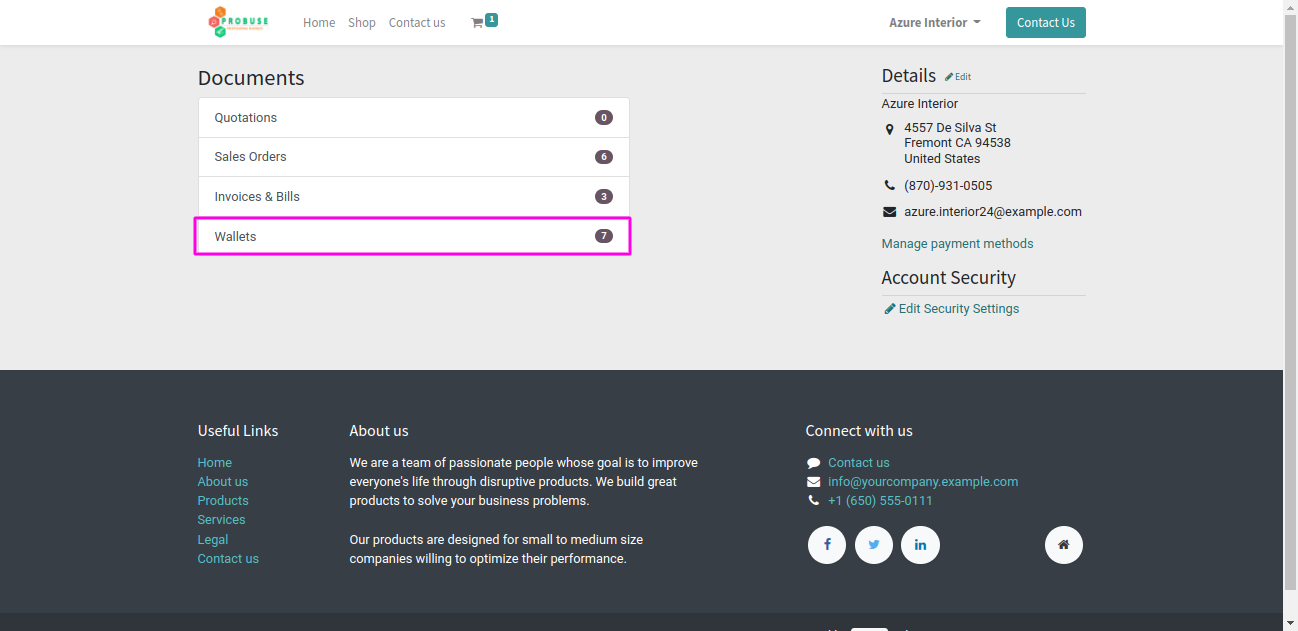 PROBUSE
Home Shop Contact us 1 Azure Interior Contact Us
Documents
Quotations 0
Sales Orders 6
Invoices & Bills 3
Wallets 7
Details Edit
Azure Interior
4557 De Silva St
Fremont CA 94538
United States
(870)-931-0505
azure.interior24@example.com
Manage payment methods
Account Security
Edit Security Settings
Useful Links
Home
About us
Products
Services
Legal
Contact us
About us
We are a team of passionate people whose goal is to improve
everyone's life through disruptive products. We build great
products to solve your business problems.
Our products are designed for small to medium size
companies willing to optimize their performance.
Connect with us
Contact us
info@yourcompany.example.com
+1 (650) 555-0111